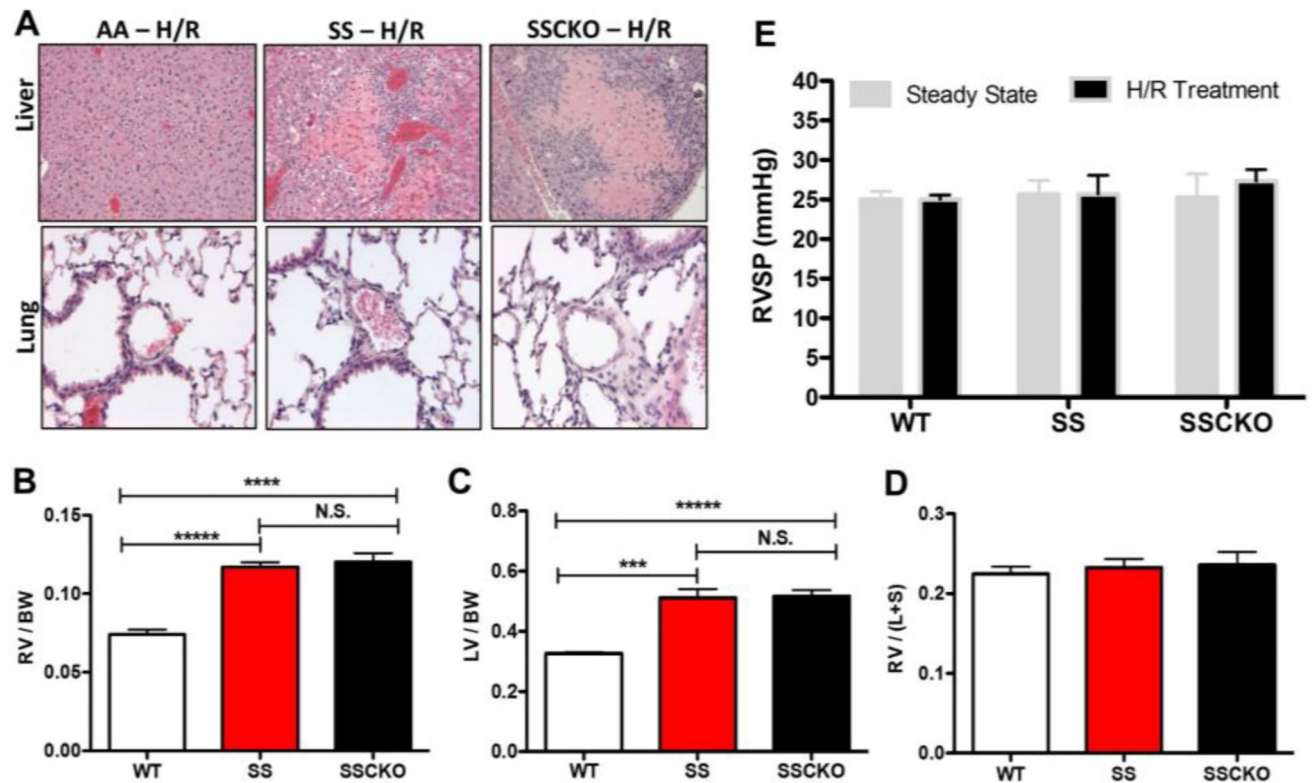 A
AA – H/R
SS – H/R
SSCKO – H/R
Liver
Lung
E
Steady State
H/R Treatment
RVSP (mmHg)
40
35
30
25
20
15
10
5
0
WT
SS
SSCKO
B
****
N.S.
*****
RV / BW
0.15
0.10
0.05
0.00
WT
SS
SSCKO
C
*****
N.S.
***
LV / BW
0.8
0.6
0.4
0.2
0.0
WT
SS
SSCKO
D
RV / (L+S)
0.3
0.2
0.1
0.0
WT
SS
SSCKO